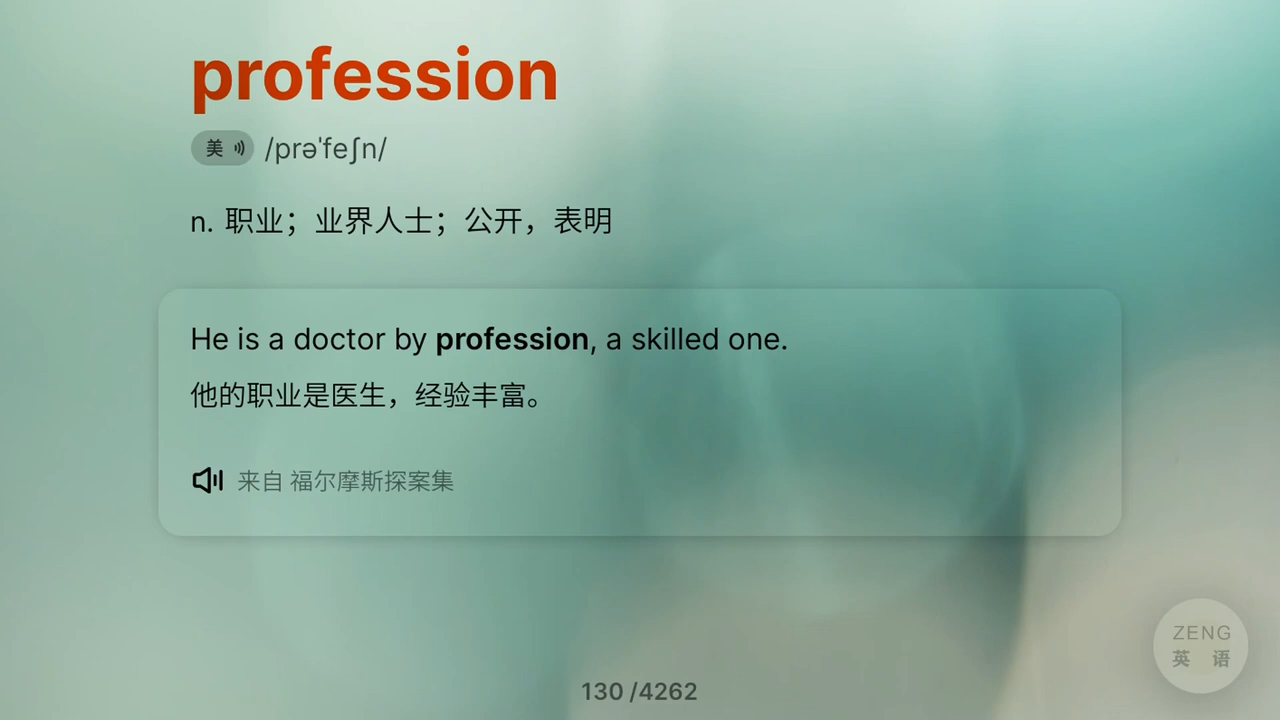 profession
美 /prəˈfeʃn/
n. 职业；业界人士；公开，表明
He is a doctor by profession, a skilled one.
他的职业是医生，经验丰富。
来自 福尔摩斯探案集
ZENG
英 语
130 /4262